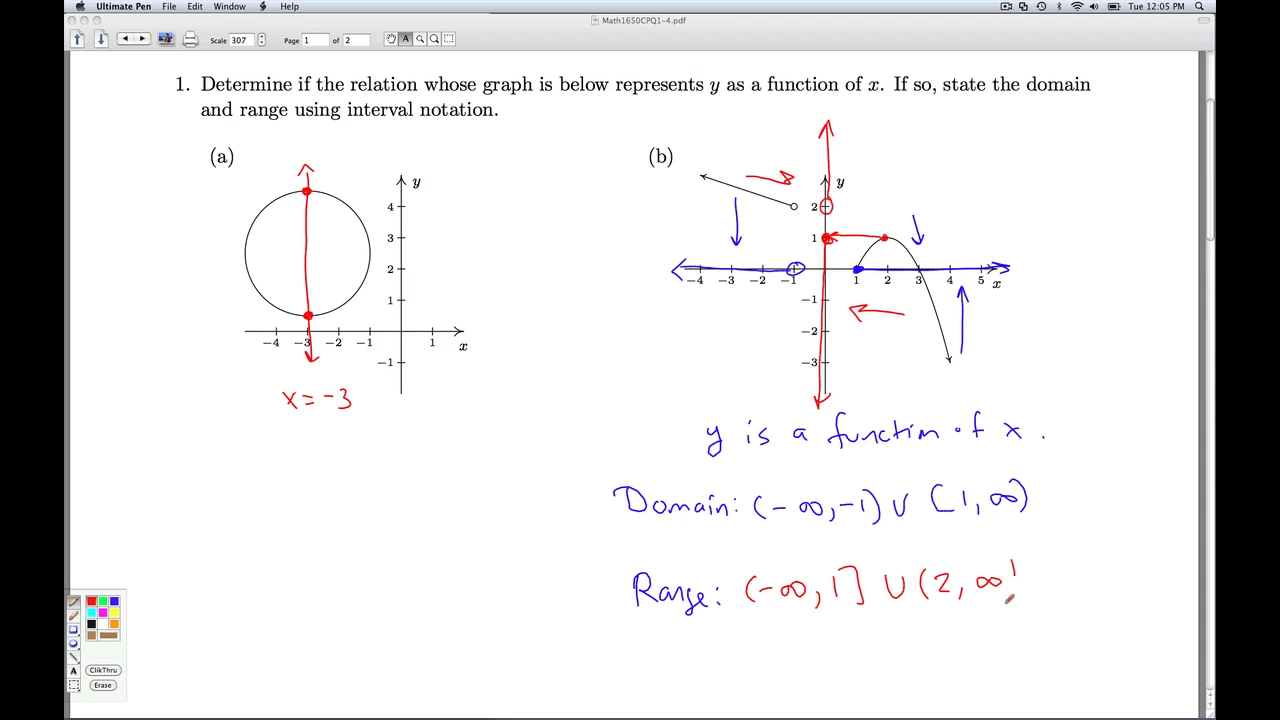 Ultimate Pen File Edit Window Help Tue 12:05 PM
Math1650CPQ1-4.pdf
Scale 307 Page 1 of 2
1. Determine if the relation whose graph is below represents y as a function of x. If so, state the domain
and range using interval notation.
(a)
(b)
y
4
3
2
1
−4 −3 −2 −1 1 x
−1
x = -3
y
2
1
−4 −3 −2 −1 1 2 3 4 5 x
−1
−2
−3
y is a function of x.
Domain: (-∞,-1) ∪ [1, ∞)
Range: (-∞, 1] ∪ (2, ∞
A
ClikThru
Erase